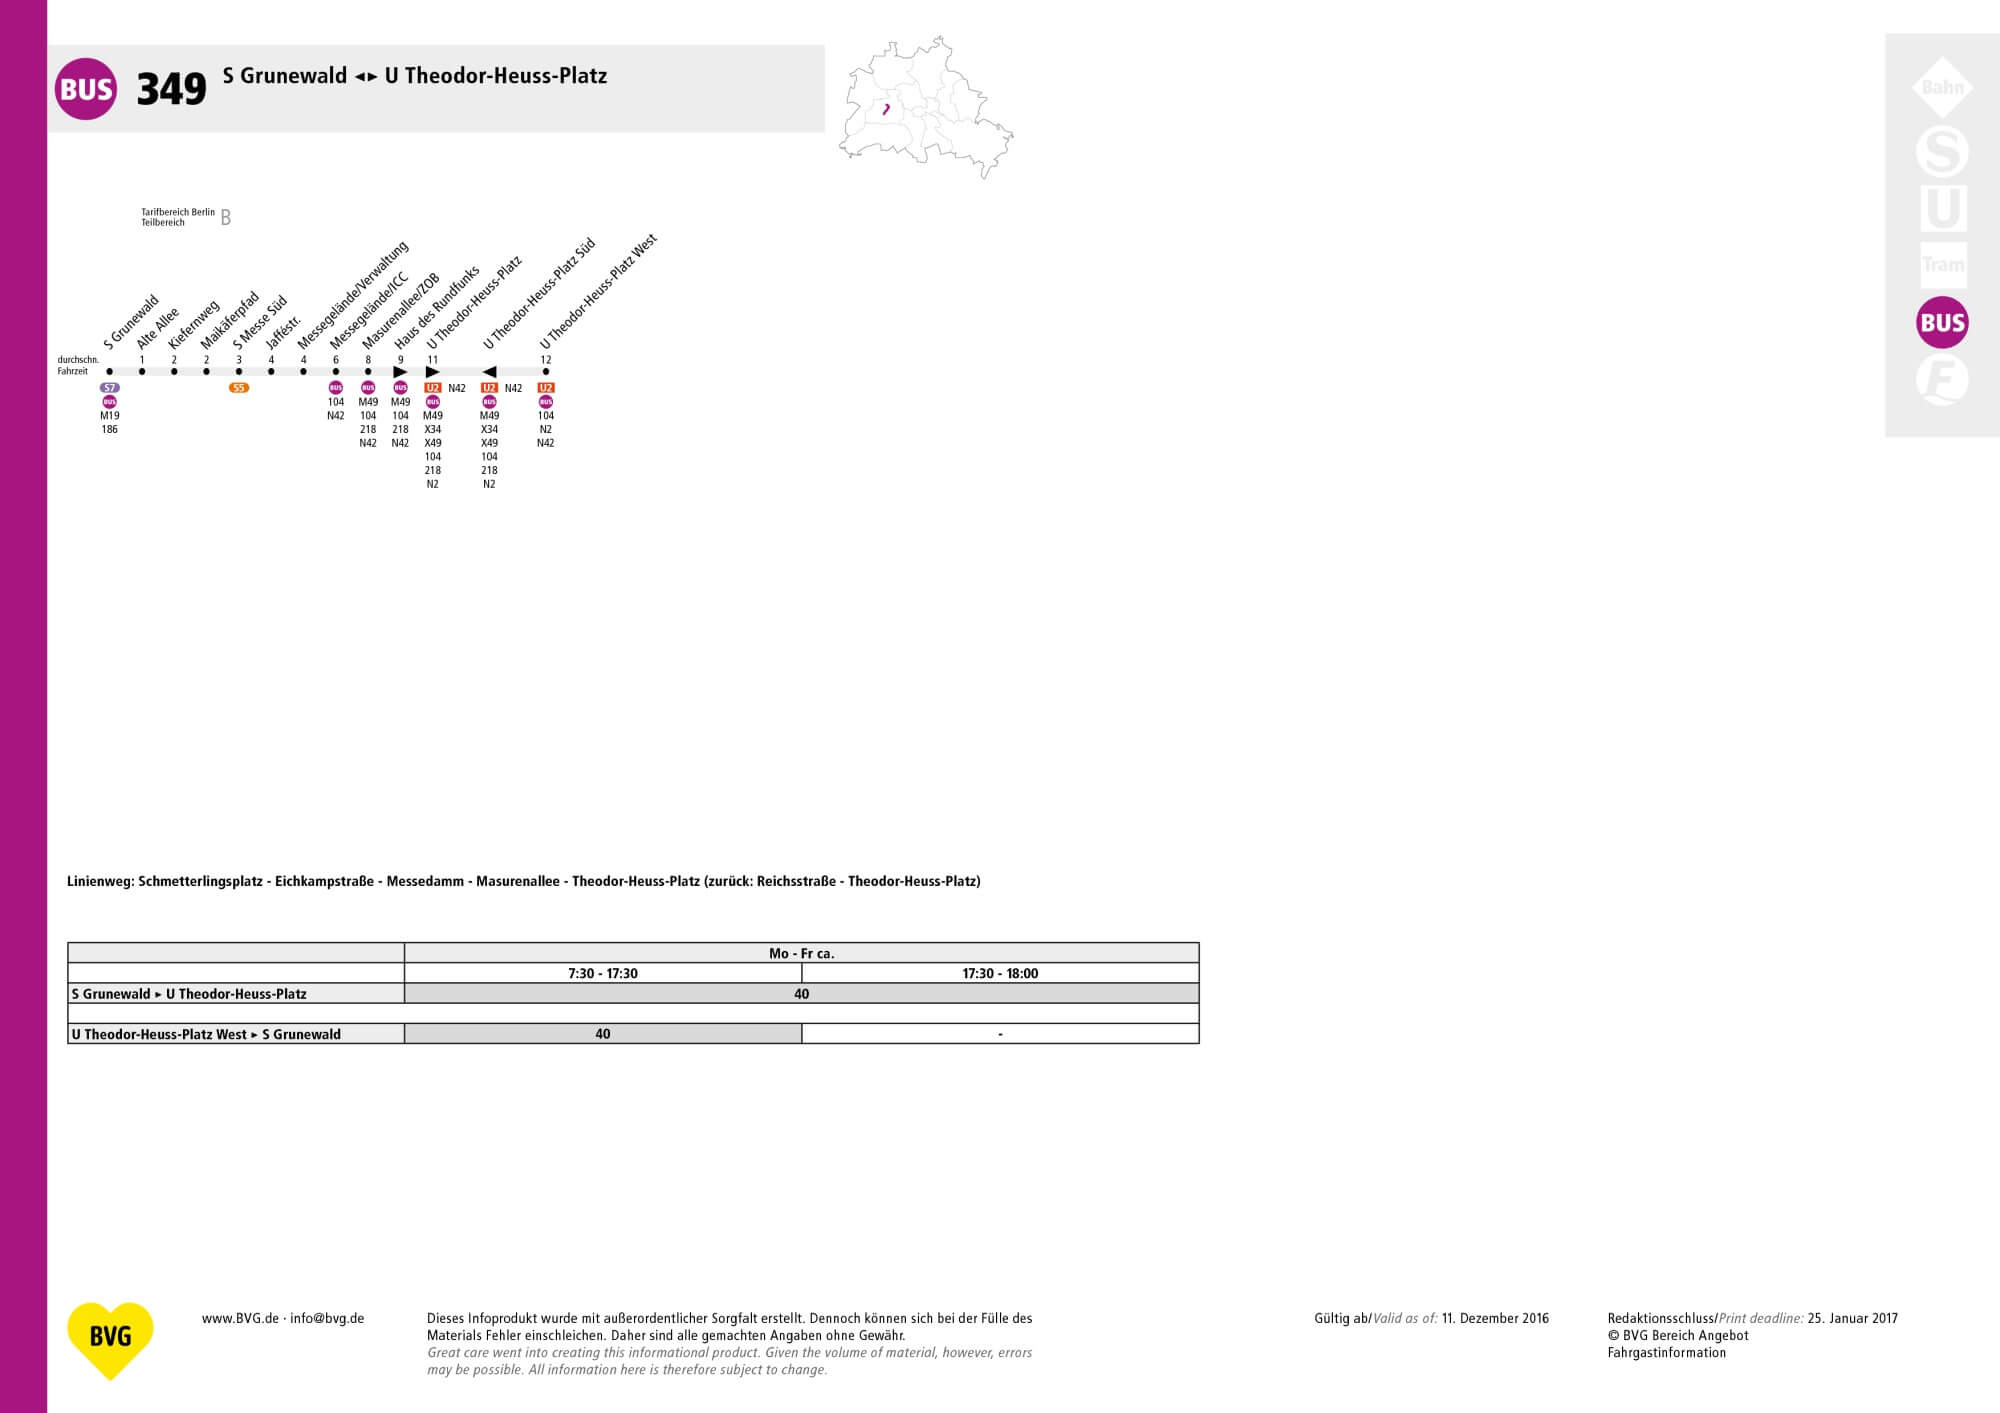 BUS 349 S Grunewald ◄► U Theodor-Heuss-Platz
Bahn
S
U
Tram
BUS
F
Tarifbereich Berlin
Teilbereich
B
S Grunewald
Alte Allee
Kiefernweg
Maikäferpfad
S Messe Süd
Jafféstr.
Messegelände/Verwaltung
Messegelände/ICC
Masurenallee/ZOB
Haus des Rundfunks
U Theodor-Heuss-Platz
U Theodor-Heuss-Platz Süd
U Theodor-Heuss-Platz West
durchschn. 1 2 2 3 4 4 6 8 9 11 12
Fahrzeit
S7 S5 BUS BUS BUS U2 N42 U2 N42 U2
BUS 104 M49 M49 BUS BUS BUS
M19 N42 104 104 M49 M49 104
186 218 218 X34 X34 N2
N42 N42 X49 X49 N42
104 104
218 218
N2 N2
Linienweg: Schmetterlingsplatz - Eichkampstraße - Messedamm - Masurenallee - Theodor-Heuss-Platz (zurück: Reichsstraße - Theodor-Heuss-Platz)
Mo - Fr ca.
7:30 - 17:30 17:30 - 18:00
S Grunewald ► U Theodor-Heuss-Platz 40
U Theodor-Heuss-Platz West ► S Grunewald 40 -
BVG
www.BVG.de · info@bvg.de
Dieses Infoprodukt wurde mit außerordentlicher Sorgfalt erstellt. Dennoch können sich bei der Fülle des
Materials Fehler einschleichen. Daher sind alle gemachten Angaben ohne Gewähr.
Great care went into creating this informational product. Given the volume of material, however, errors
may be possible. All information here is therefore subject to change.
Gültig ab/Valid as of: 11. Dezember 2016
Redaktionsschluss/Print deadline: 25. Januar 2017
© BVG Bereich Angebot
Fahrgastinformation